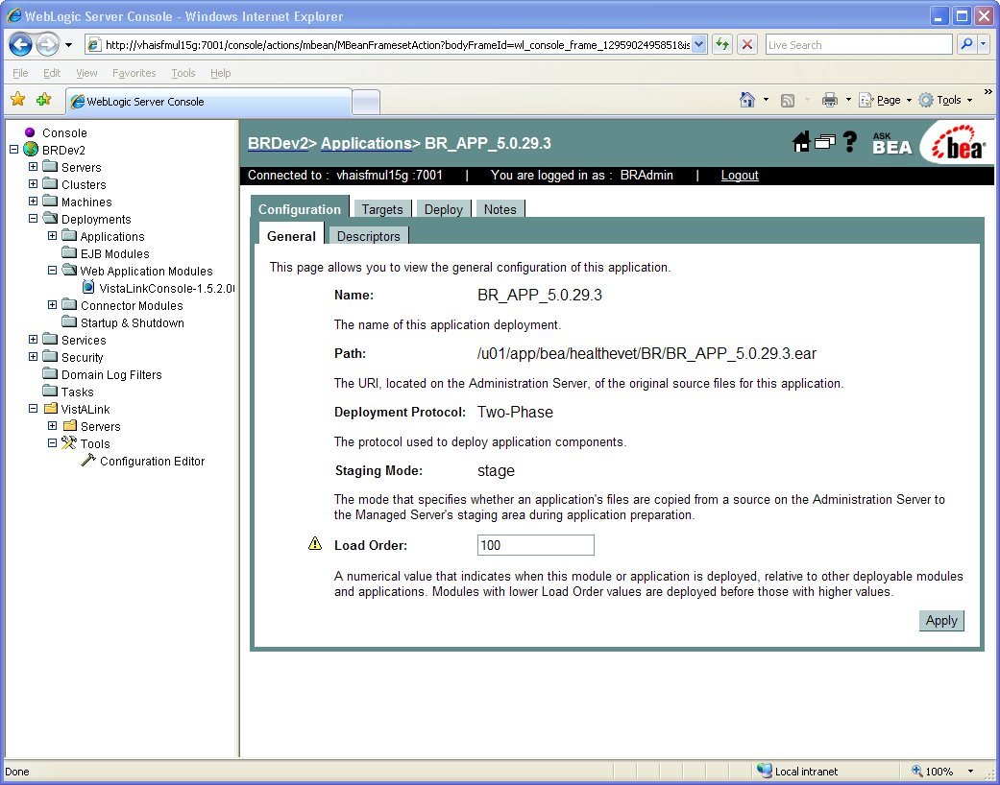 WebLogic Server Console - Windows Internet Explorer
http://vhaisfmul15g:7001/console/actions/mbean/MBeanFramesetAction?bodyFrameId=wl_console_frame_1295902495851&is
Live Search
File Edit View Favorites Tools Help
WebLogic Server Console
Page Tools
Console
BRDev2
Servers
Clusters
Machines
Deployments
Applications
EJB Modules
Web Application Modules
VistaLinkConsole-1.5.2.0
Connector Modules
Startup & Shutdown
Services
Security
Domain Log Filters
Tasks
VistALink
Servers
Tools
Configuration Editor
BRDev2> Applications> BR_APP_5.0.29.3
? ASK BEA bea
Connected to : vhaisfmul15g :7001 | You are logged in as : BRAdmin | Logout
Configuration Targets Deploy Notes
General Descriptors
This page allows you to view the general configuration of this application.
Name: BR_APP_5.0.29.3
The name of this application deployment.
Path: /u01/app/bea/healthevet/BR/BR_APP_5.0.29.3.ear
The URI, located on the Administration Server, of the original source files for this application.
Deployment Protocol: Two-Phase
The protocol used to deploy application components.
Staging Mode: stage
The mode that specifies whether an application's files are copied from a source on the Administration Server to
the Managed Server's staging area during application preparation.
Load Order: 100
A numerical value that indicates when this module or application is deployed, relative to other deployable modules
and applications. Modules with lower Load Order values are deployed before those with higher values.
Apply
Done
Local intranet
100%